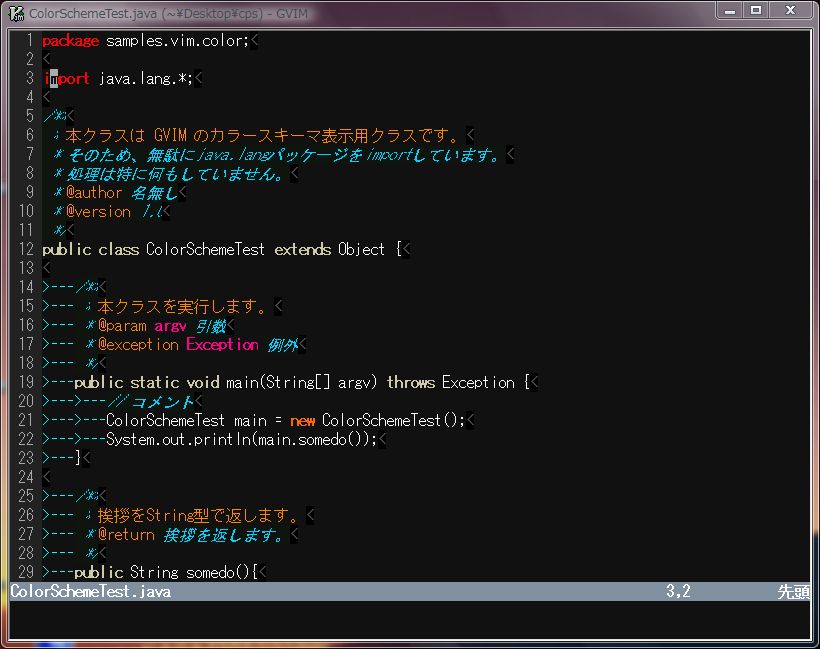 ColorSchemeTest.java (~¥Desktop¥cps) - GVIM
1 package samples.vim.color;<
2 <
3 import java.lang.*;<
4 <
5 /**<
6  * 本クラスは GVIM のカラースキーマ表示用クラスです。<
7  * そのため、無駄にjava.langパッケージをimportしています。<
8  * 処理は特に何もしていません。<
9  * @author 名無し<
10  * @version 1.1<
11  */<
12 public class ColorSchemeTest extends Object {<
13 <
14 >---/**<
15 >--- * 本クラスを実行します。<
16 >--- * @param argv 引数<
17 >--- * @exception Exception 例外<
18 >--- */<
19 >---public static void main(String[] argv) throws Exception {<
20 >--->---// コメント<
21 >--->---ColorSchemeTest main = new ColorSchemeTest();<
22 >--->---System.out.println(main.somedo());<
23 >---}<
24 <
25 >---/**<
26 >--- * 挨拶をString型で返します。<
27 >--- * @return 挨拶を返します。<
28 >--- */<
29 >---public String somedo(){<
ColorSchemeTest.java 3,2 先頭